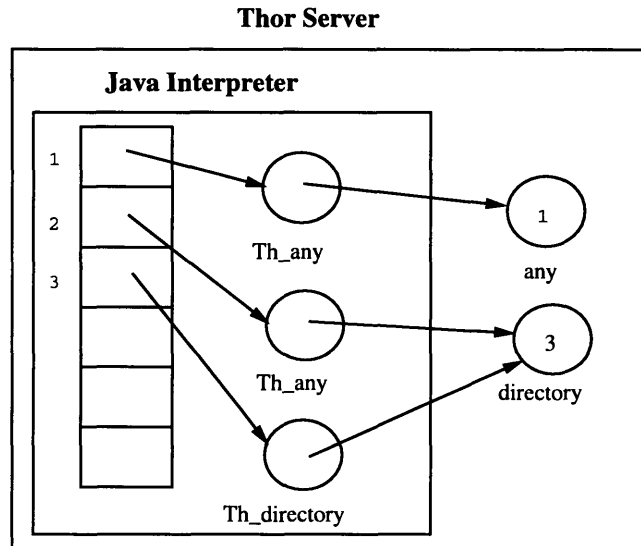 Thor Server
Java Interpreter
1
2
3
Th_any
1
any
Th_any
3
directory
Th_directory